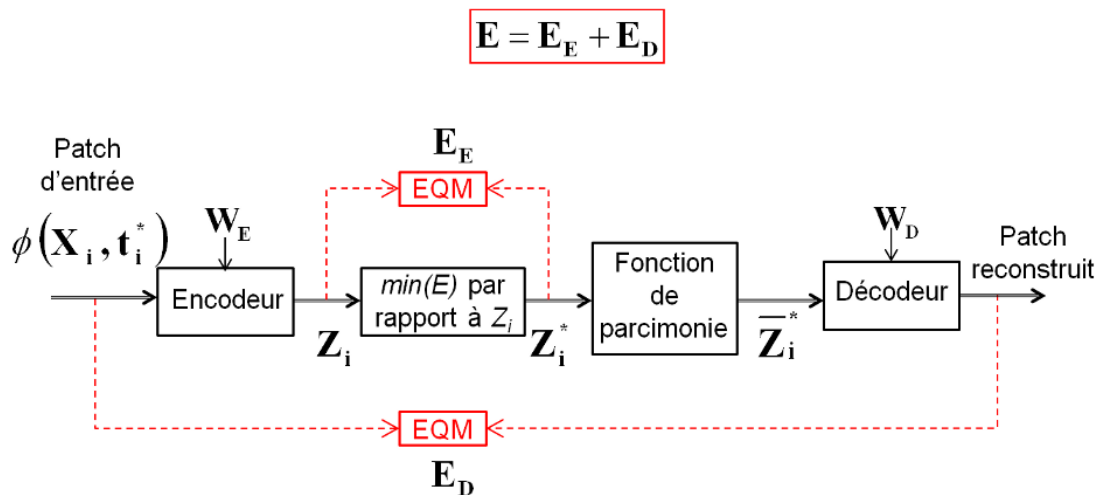 E = E_E + E_D
Patch
d'entrée
ϕ(X_i, t_i^*)
W_E
Encodeur
Z_i
E_E
EQM
min(E) par
rapport à Z_i
Z_i^*
Fonction
de
parcimonie
\overline{Z}_i^*
W_D
Décodeur
Patch
reconstruit
EQM
E_D